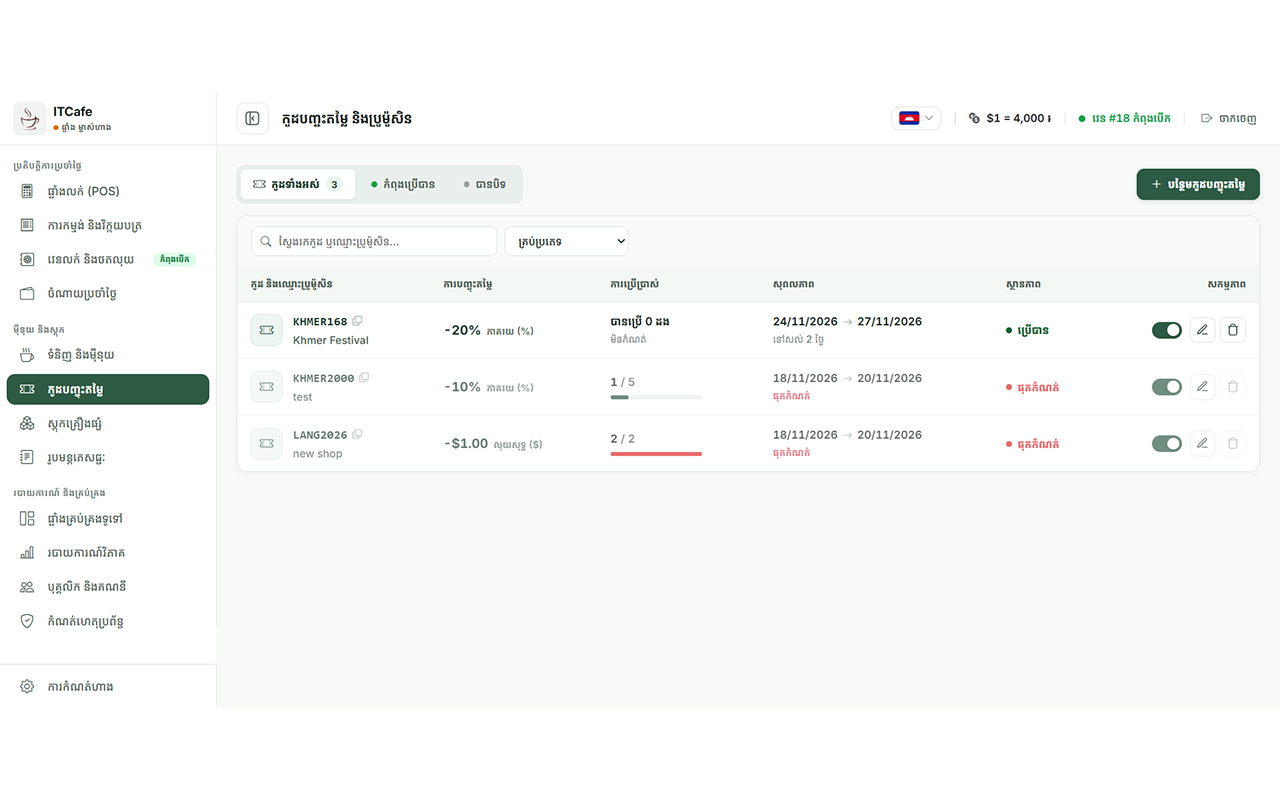 ITCafe
ផ្ទាំង ម្ចាស់ហាង
ប្រតិបត្តិការប្រចាំថ្ងៃ
ផ្ទាំងលក់ (POS)
ការកម្មង់ និងវិក្កយបត្រ
វេនលក់ និងថតលុយ
កំពុងបើក
ចំណាយប្រចាំថ្ងៃ
ម៉ឺនុយ និងស្តុក
ទំនិញ និងម៉ឺនុយ
កូដបញ្ចុះតម្លៃ
ស្តុកគ្រឿងផ្សំ
រូបមន្តភេសជ្ជៈ
របាយការណ៍ និងគ្រប់គ្រង
ផ្ទាំងគ្រប់គ្រងទូទៅ
របាយការណ៍វិភាគ
បុគ្គលិក និងគណនី
កំណត់ហេតុប្រព័ន្ធ
ការកំណត់ហាង
កូដបញ្ចុះតម្លៃ និងប្រូម៉ូសិន
$1 = 4,000 ៛
វេន #18 កំពុងបើក
ចាកចេញ
កូដទាំងអស់ 3
កំពុងប្រើបាន
បានបិទ
បន្ថែមកូដបញ្ចុះតម្លៃ
ស្វែងរកកូដ ឬឈ្មោះប្រូម៉ូសិន...
គ្រប់ប្រភេទ
កូដ និងឈ្មោះប្រូម៉ូសិន ការបញ្ចុះតម្លៃ ការប្រើប្រាស់ សុពលភាព ស្ថានភាព សកម្មភាព
KHMER168
Khmer Festival
-20% ភាគរយ (%)
បានប្រើ 0 ដង
មិនកំណត់
24/11/2026 → 27/11/2026
នៅសល់ 2 ថ្ងៃ
ប្រើបាន
KHMER2000
test
-10% ភាគរយ (%)
1 / 5
18/11/2026 → 20/11/2026
ផុតកំណត់
ផុតកំណត់
LANG2026
new shop
-$1.00 លុយសុទ្ធ ($)
2 / 2
18/11/2026 → 20/11/2026
ផុតកំណត់
ផុតកំណត់